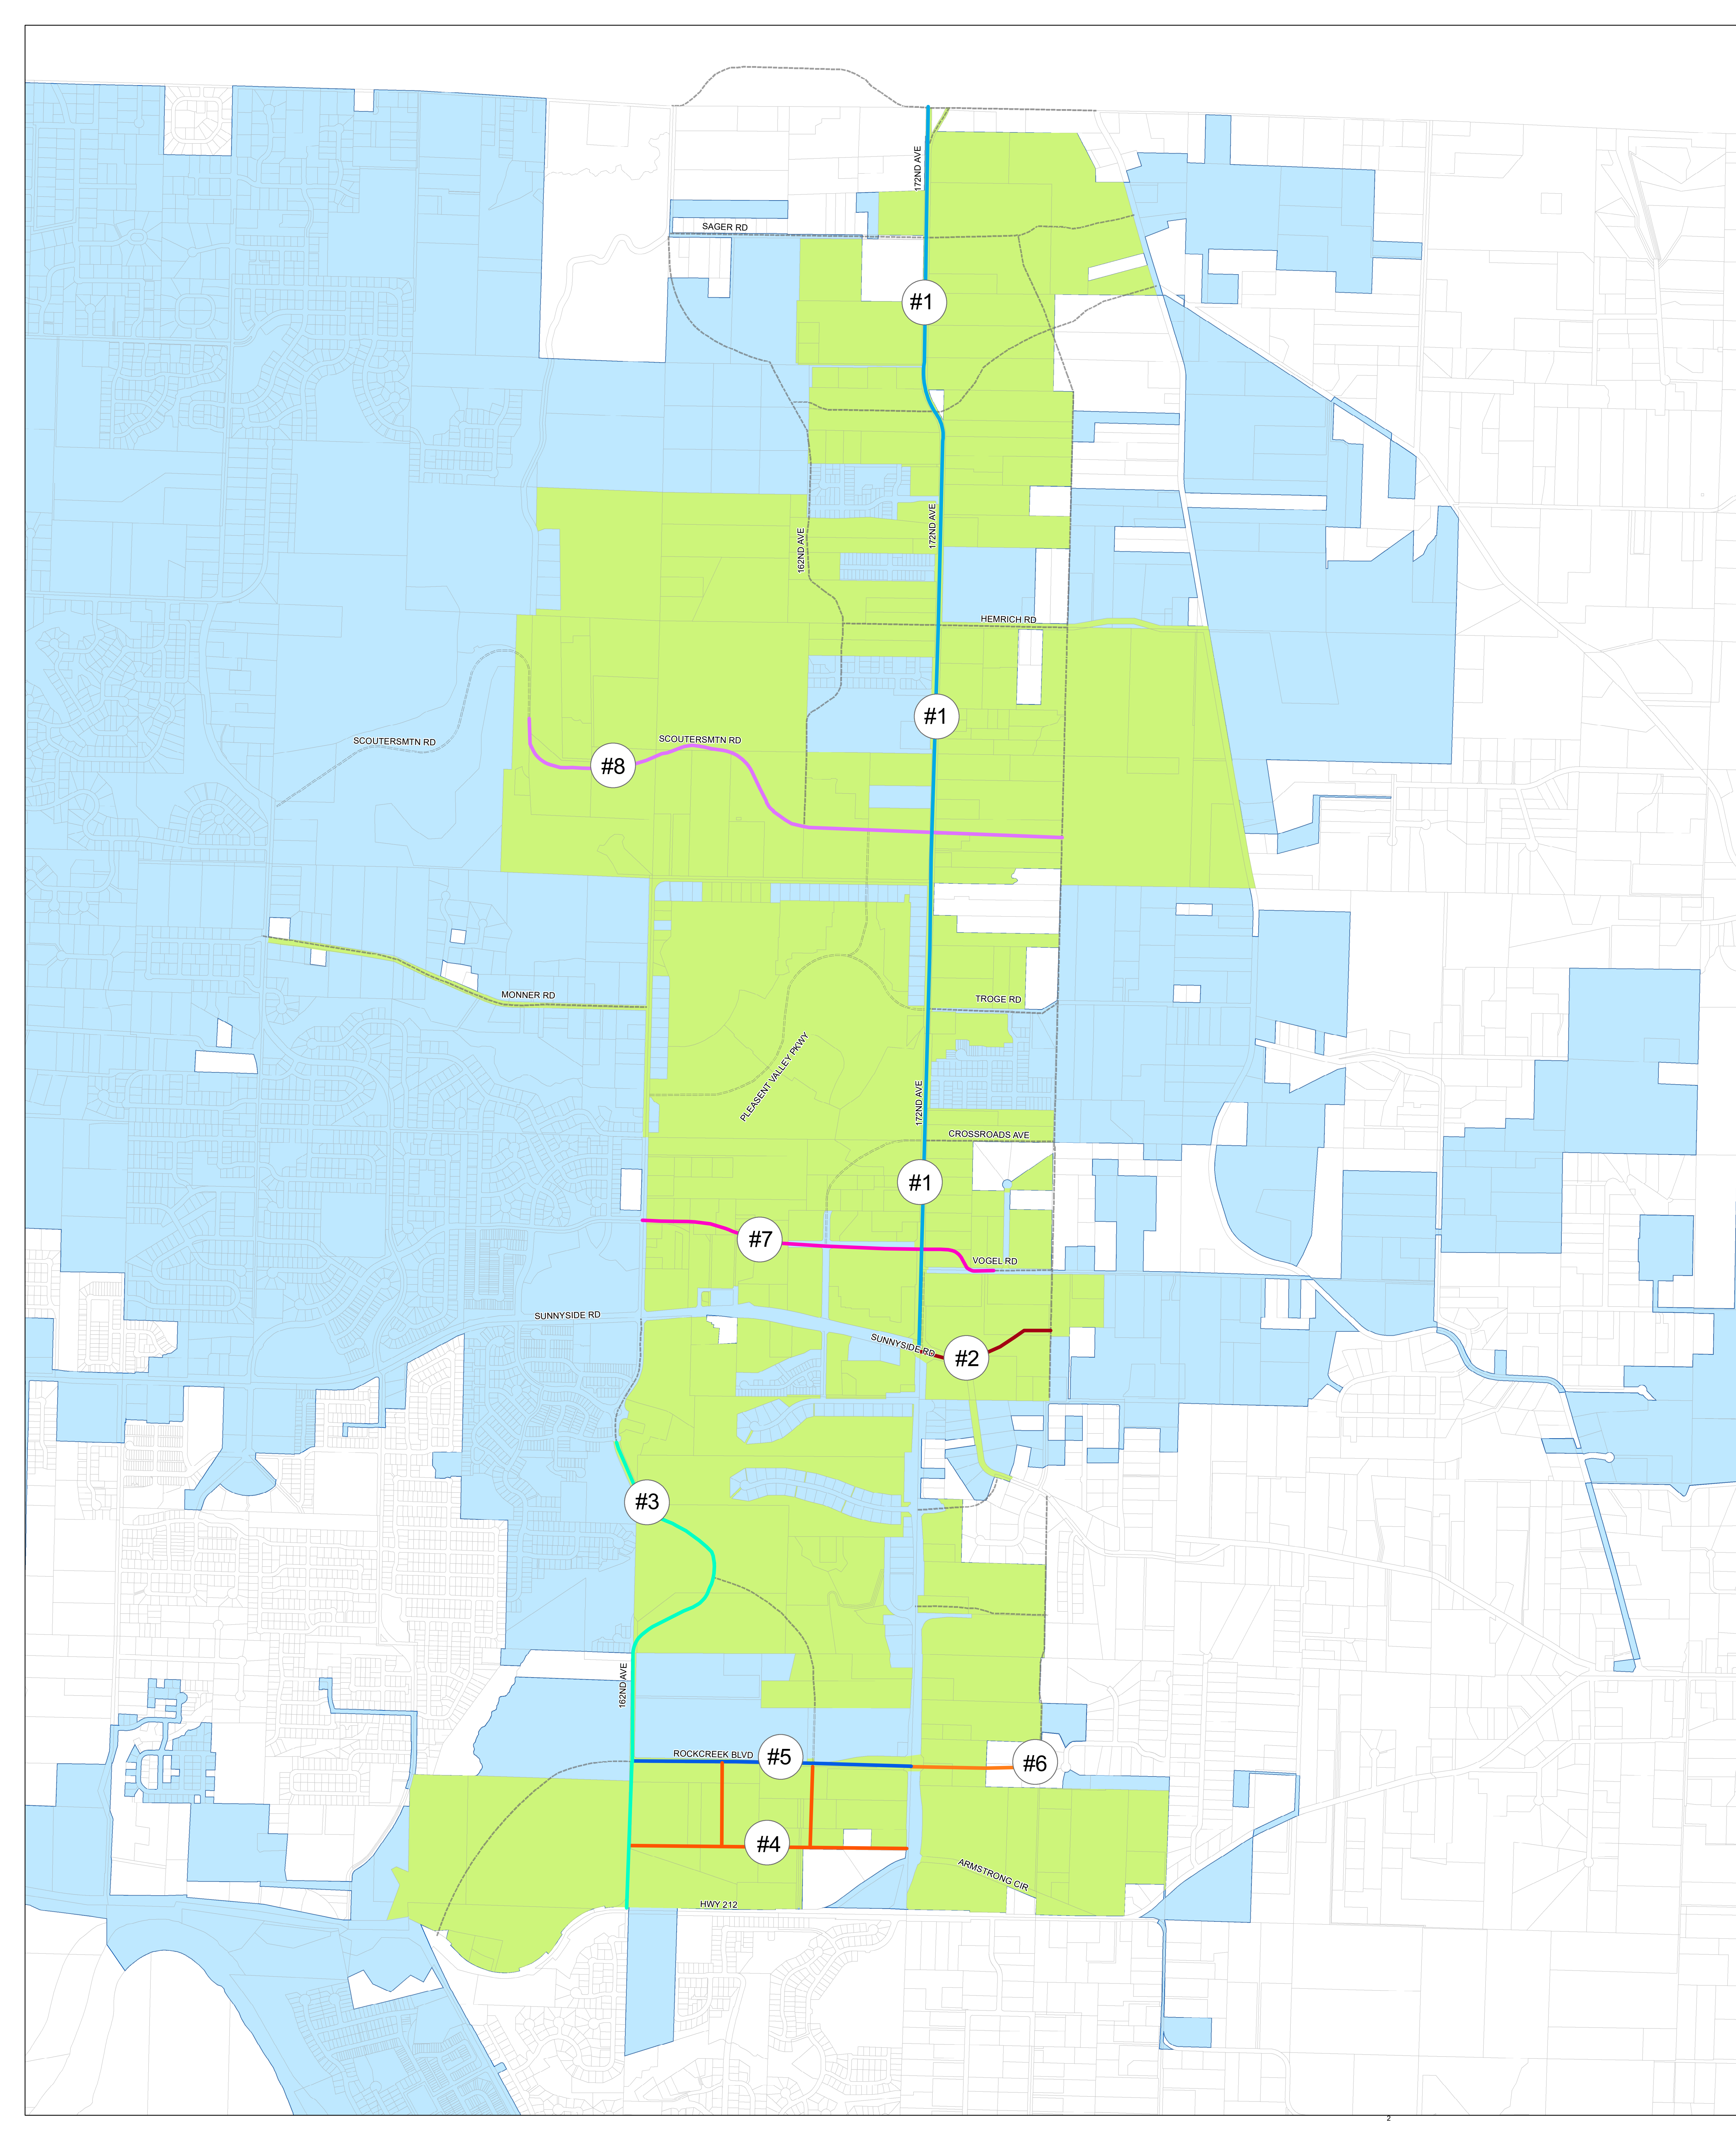 172ND AVE
SAGER RD
#1
172ND AVE
162ND AVE
HEMRICH RD
#1
SCOUTERSMTN RD
SCOUTERSMTN RD
#8
MONNER RD
TROGE RD
PLEASENT VALLEY PKWY
172ND AVE
CROSSROADS AVE
#1
#7
VOGEL RD
SUNNYSIDE RD
SUNNYSIDE RD
#2
#3
162ND AVE
ROCKCREEK BLVD
#5
#6
#4
ARMSTRONG CIR
HWY 212
2